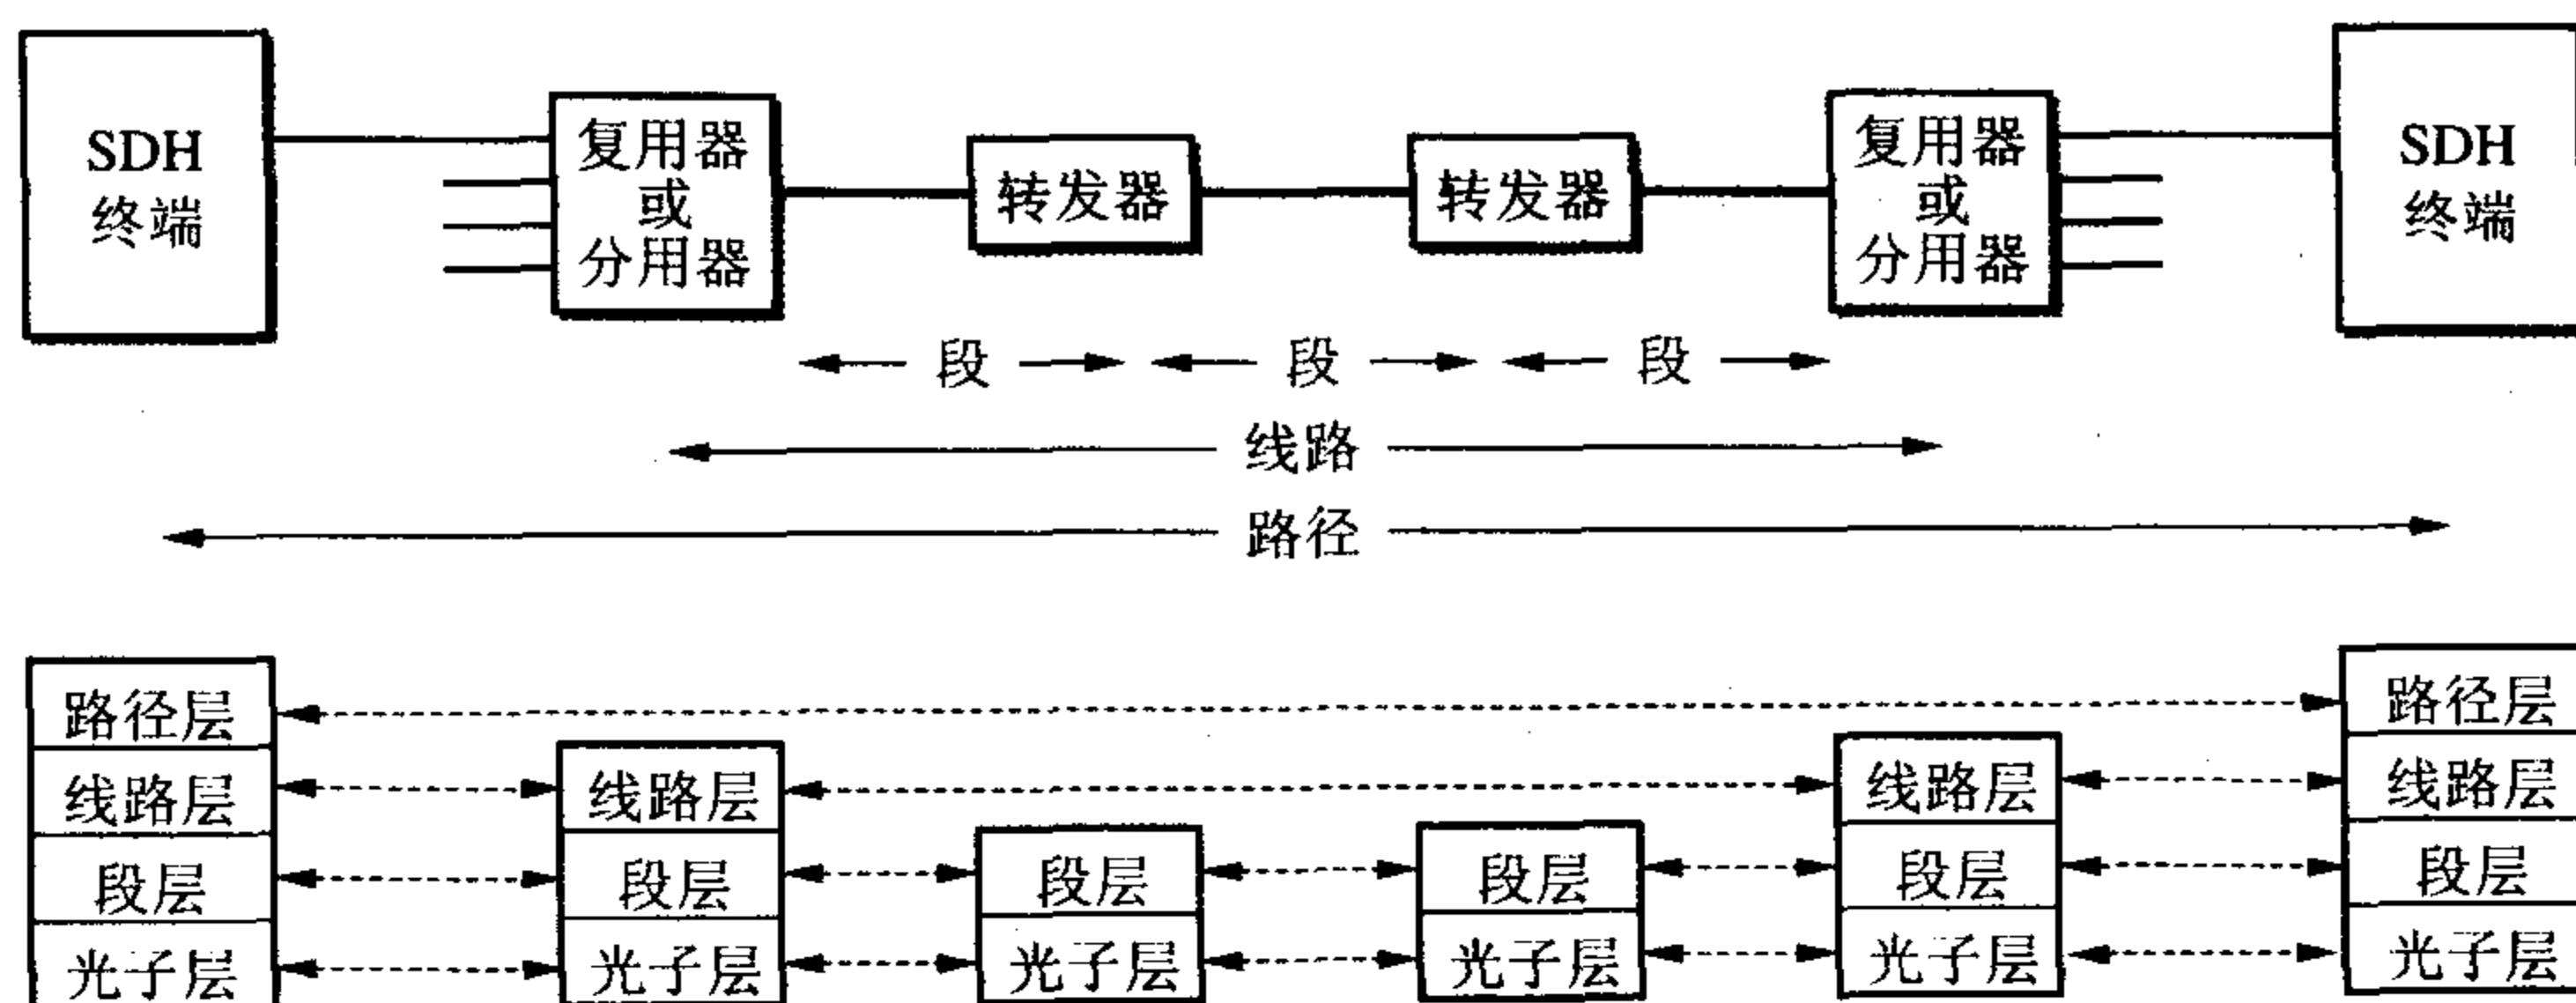 SDH
终端
复用器
或
分用器
转发器
转发器
复用器
或
分用器
SDH
终端
段
段
段
线路
路径
路径层
线路层
段层
光子层
线路层
段层
光子层
段层
光子层
段层
光子层
线路层
段层
光子层
路径层
线路层
段层
光子层